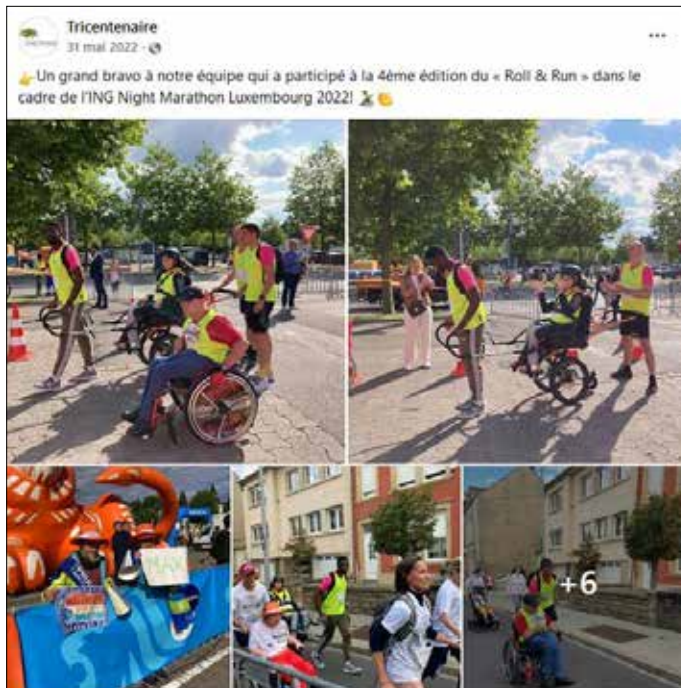 Tricentenaire
31 mai 2022 ·
👉Un grand bravo à notre équipe qui a participé à la 4ème édition du « Roll & Run » dans le
cadre de l'ING Night Marathon Luxembourg 2022!
MAX
+6